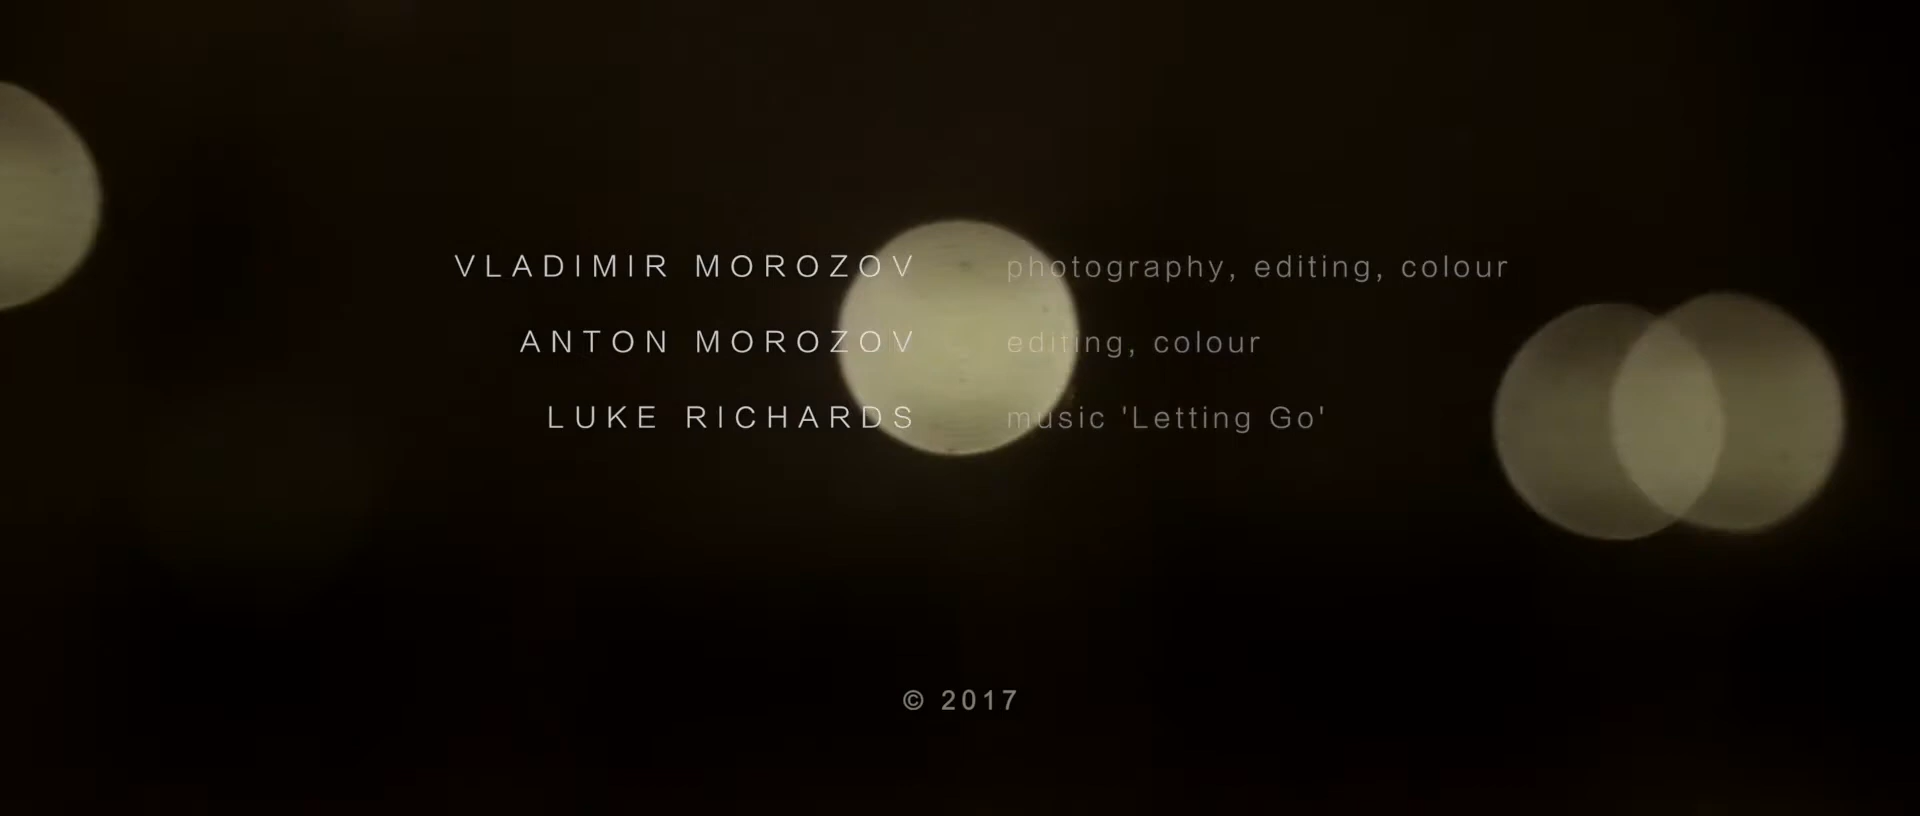 VLADIMIR MOROZOV photography, editing, colour
ANTON MOROZOV editing, colour
LUKE RICHARDS music 'Letting Go'
© 2017